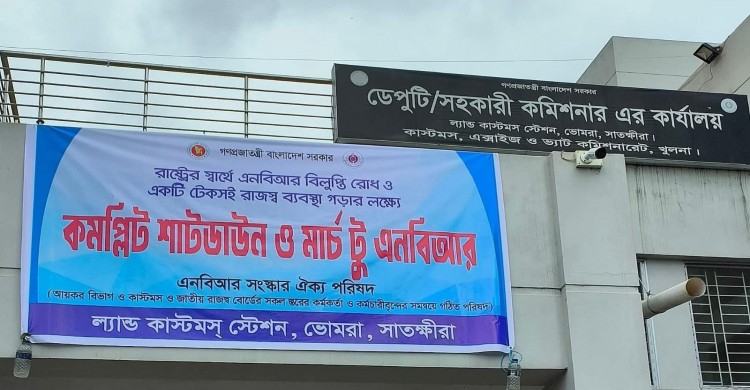 গণপ্রজাতন্ত্রী বাংলাদেশ সরকার
ডেপুটি/সহকারী কমিশনার এর কার্যালয়
ল্যান্ড কাস্টমস স্টেশন, ভোমরা, সাতক্ষীরা।
কাস্টমস, এক্সাইজ ও ভ্যাট কমিশনারেট, খুলনা।
গণপ্রজাতন্ত্রী বাংলাদেশ সরকার
রাষ্ট্রের স্বার্থে এনবিআর বিলুপ্তি রোধ ও
একটি টেকসই রাজস্ব ব্যবস্থা গড়ার লক্ষ্যে
কমপ্লিট শাটডাউন ও মার্চ টু এনবিআর
এনবিআর সংস্কার ঐক্য পরিষদ
(আয়কর বিভাগ ও কাস্টমস ও জাতীয় রাজস্ব বোর্ডের সকল স্তরের কর্মকর্তা ও কর্মচারীবৃন্দের সমন্বয়ে গঠিত পরিষদ)
ল্যান্ড কাস্টমস্ স্টেশন, ভোমরা, সাতক্ষীরা